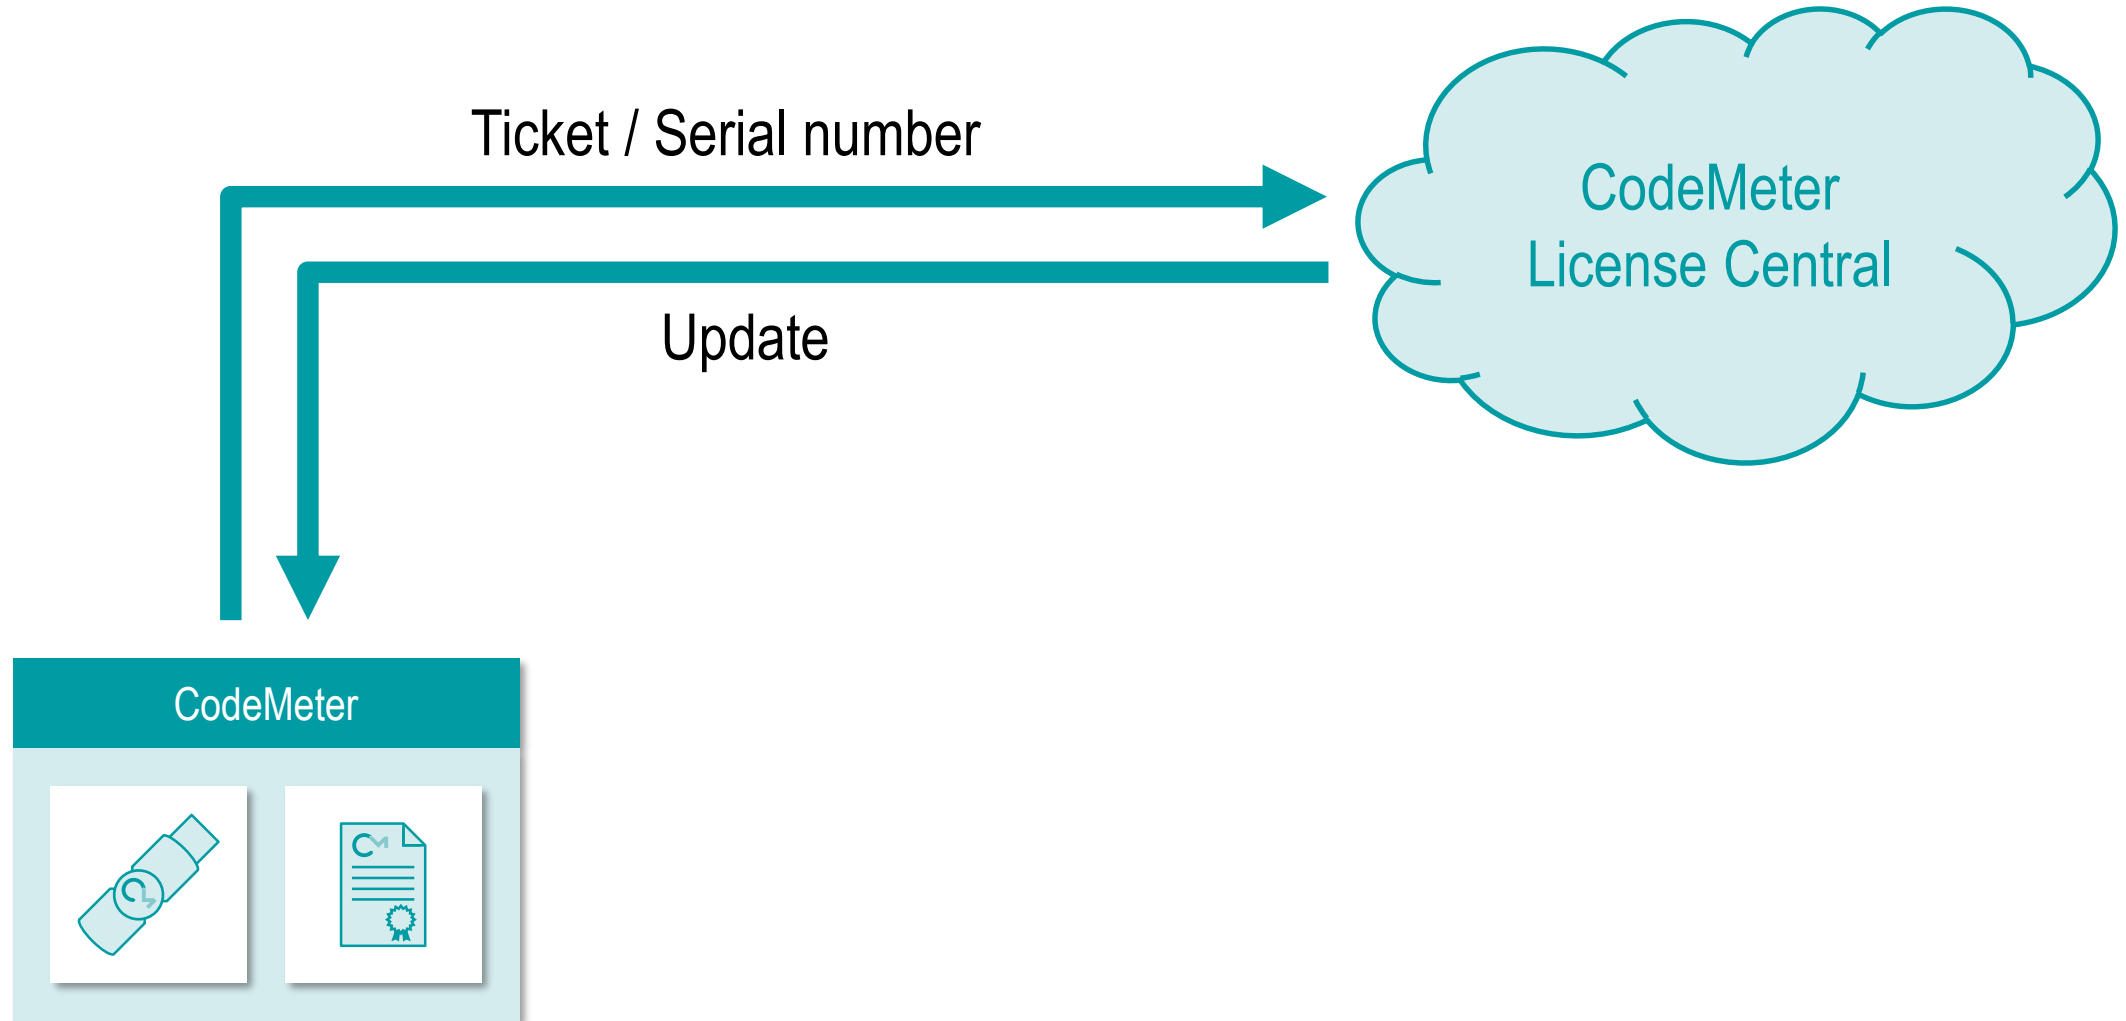 Ticket / Serial number
CodeMeter
License Central
Update
CodeMeter